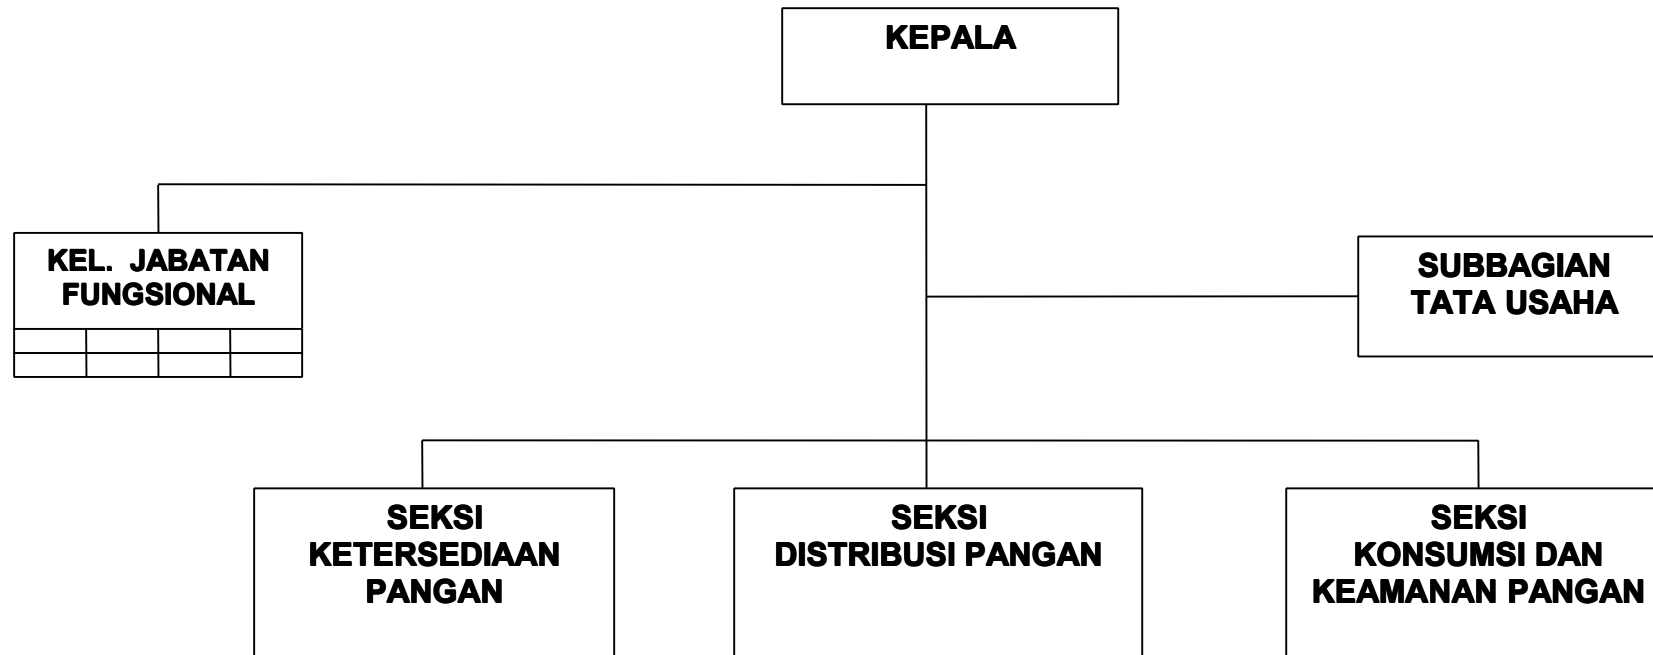 KEPALA
KEL. JABATAN
FUNGSIONAL
SUBBAGIAN
TATA USAHA
SEKSI
KETERSEDIAAN
PANGAN
SEKSI
DISTRIBUSI PANGAN
SEKSI
KONSUMSI DAN
KEAMANAN PANGAN